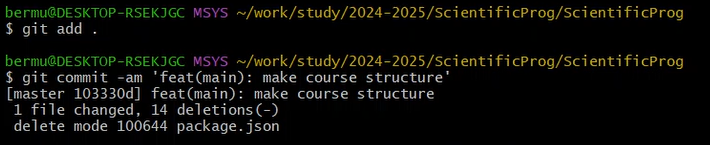 bermu@DESKTOP-RSEKJGC MSYS ~/work/study/2024-2025/ScientificProg/ScientificProg
$ git add .
bermu@DESKTOP-RSEKJGC MSYS ~/work/study/2024-2025/ScientificProg/ScientificProg
$ git commit -am 'feat(main): make course structure'
[master 103330d] feat(main): make course structure
1 file changed, 14 deletions(-)
delete mode 100644 package.json